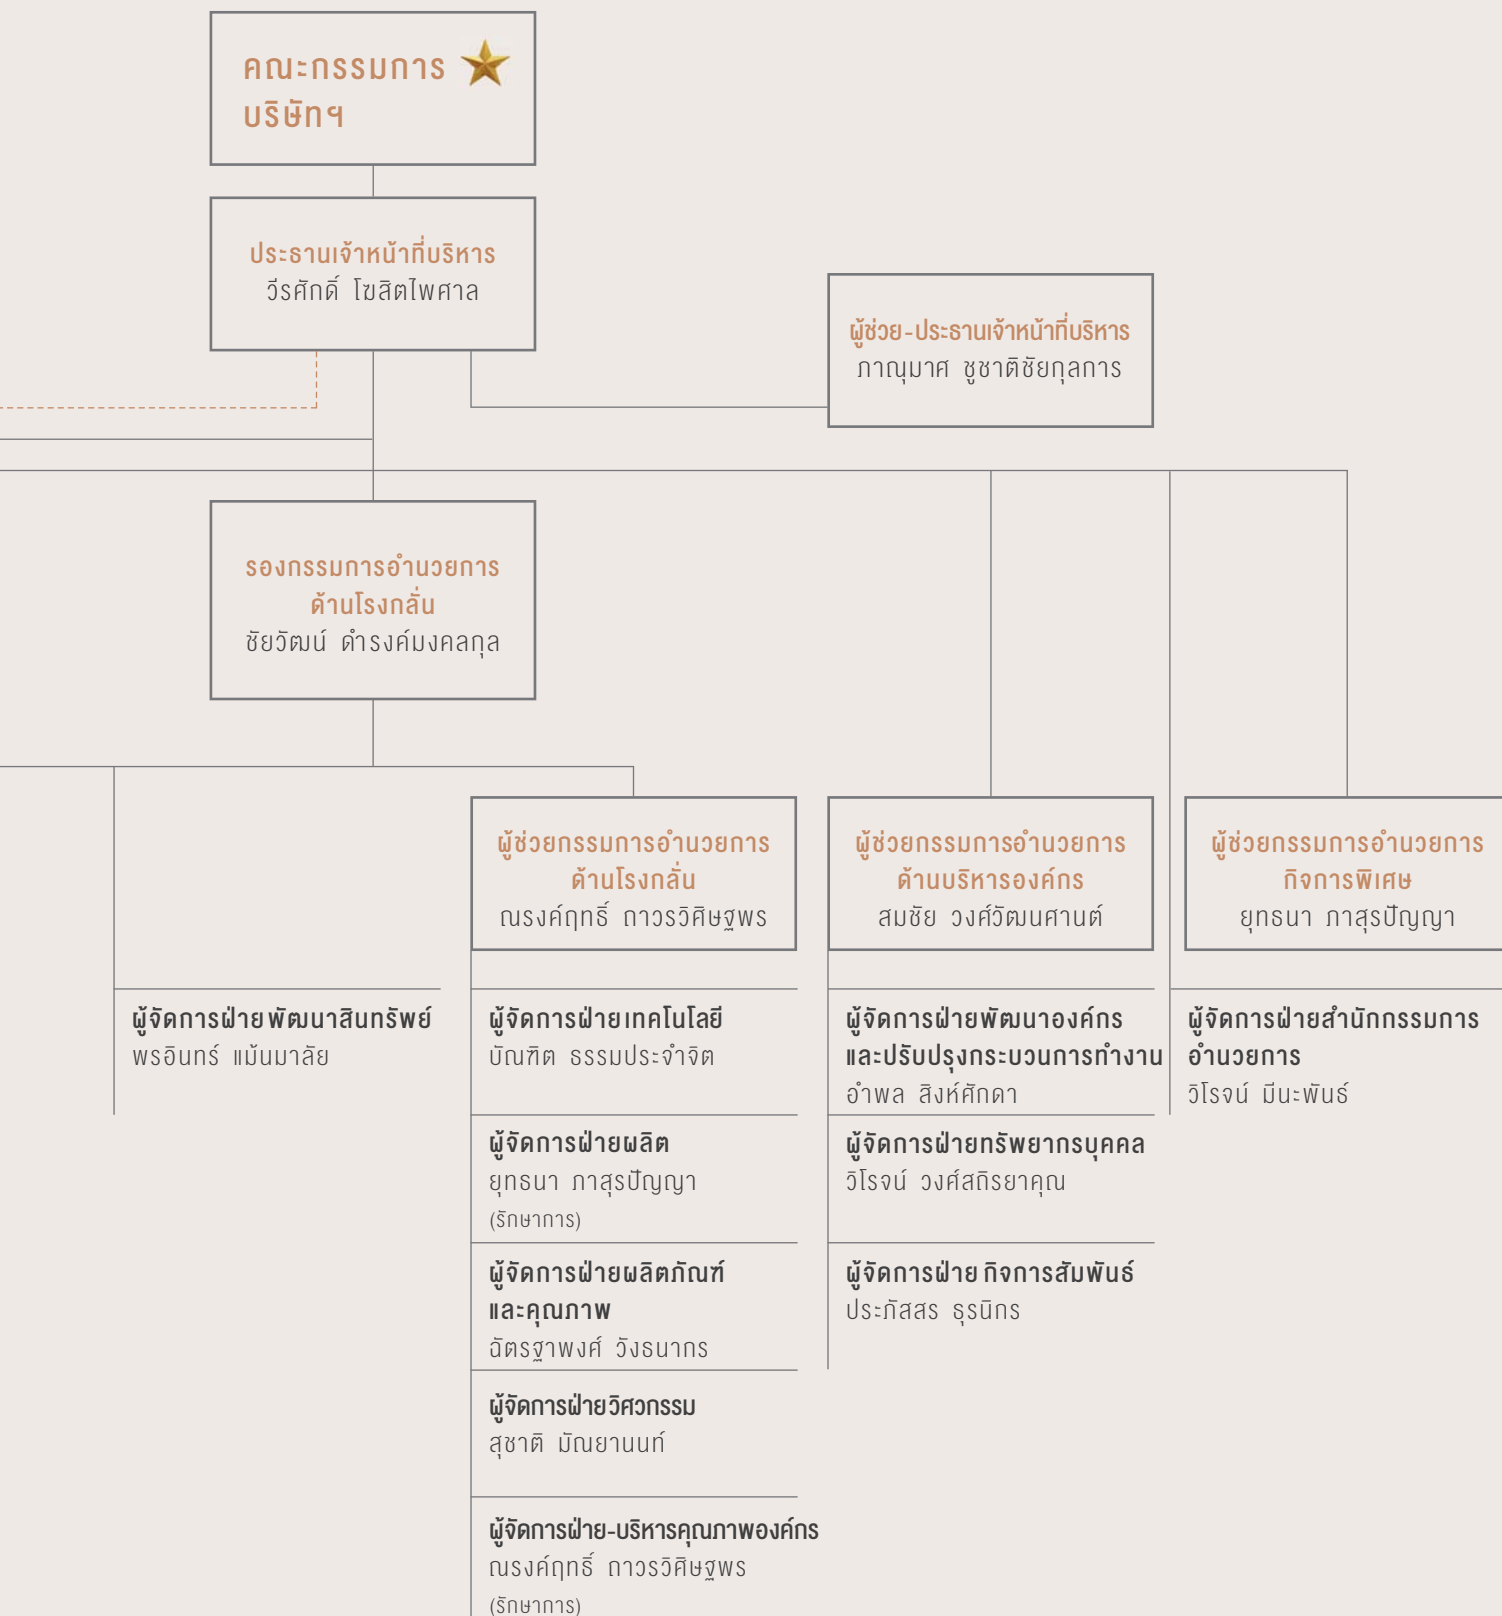 คณะกรรมการ
บริษัทฯ
ประธานเจ้าหน้าที่บริหาร
วีรศักดิ์ โฆสิตไพศาล
ผู้ช่วย-ประธานเจ้าหน้าที่บริหาร
ภาณุมาศ ชูชาติชัยกุลการ
รองกรรมการอำนวยการ
ด้านโรงกลั่น
ชัยวัฒน์ ดำรงค์มงคลกุล
ผู้ช่วยกรรมการอำนวยการ
ด้านโรงกลั่น
ณรงค์ฤทธิ์ ถาวรวิศิษฐพร
ผู้ช่วยกรรมการอำนวยการ
ด้านบริหารองค์กร
สมชัย วงศ์วัฒนศานต์
ผู้ช่วยกรรมการอำนวยการ
กิจการพิเศษ
ยุทธนา ภาสุรปัญญา
ผู้จัดการฝ่ายพัฒนาสินทรัพย์
พรอินทร์ แม้นมาลัย
ผู้จัดการฝ่ายเทคโนโลยี
บัณฑิต ธรรมประจำจิต
ผู้จัดการฝ่ายผลิต
ยุทธนา ภาสุรปัญญา
(รักษาการ)
ผู้จัดการฝ่ายผลิตภัณฑ์
และคุณภาพ
ฉัตรฐาพงศ์ วังธนากร
ผู้จัดการฝ่ายวิศวกรรม
สุชาติ มัณยานนท์
ผู้จัดการฝ่าย-บริหารคุณภาพองค์กร
ณรงค์ฤทธิ์ ถาวรวิศิษฐพร
(รักษาการ)
ผู้จัดการฝ่ายพัฒนาองค์กร
และปรับปรุงกระบวนการทำงาน
อำพล สิงห์ศักดา
ผู้จัดการฝ่ายทรัพยากรบุคคล
วิโรจน์ วงศ์สถิรยาคุณ
ผู้จัดการฝ่ายกิจการสัมพันธ์
ประภัสสร ธุรนิกร
ผู้จัดการฝ่ายสำนักกรรมการ
อำนวยการ
วิโรจน์ มีนะพันธ์